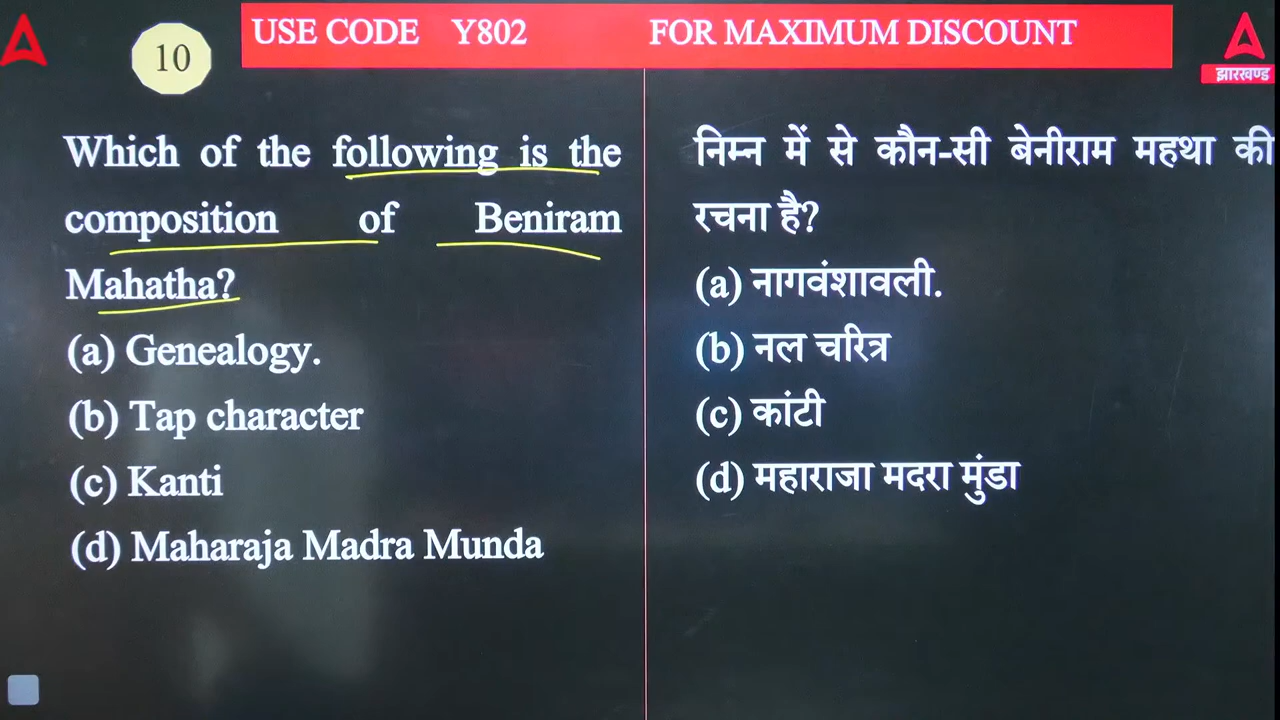 USE CODE Y802 FOR MAXIMUM DISCOUNT
10
झारखण्ड
Which of the following is the
composition of Beniram
Mahatha?
(a) Genealogy.
(b) Tap character
(c) Kanti
(d) Maharaja Madra Munda
निम्न में से कौन-सी बेनीराम महथा की
रचना है?
(a) नागवंशावली.
(b) नल चरित्र
(c) कांटी
(d) महाराजा मदरा मुंडा